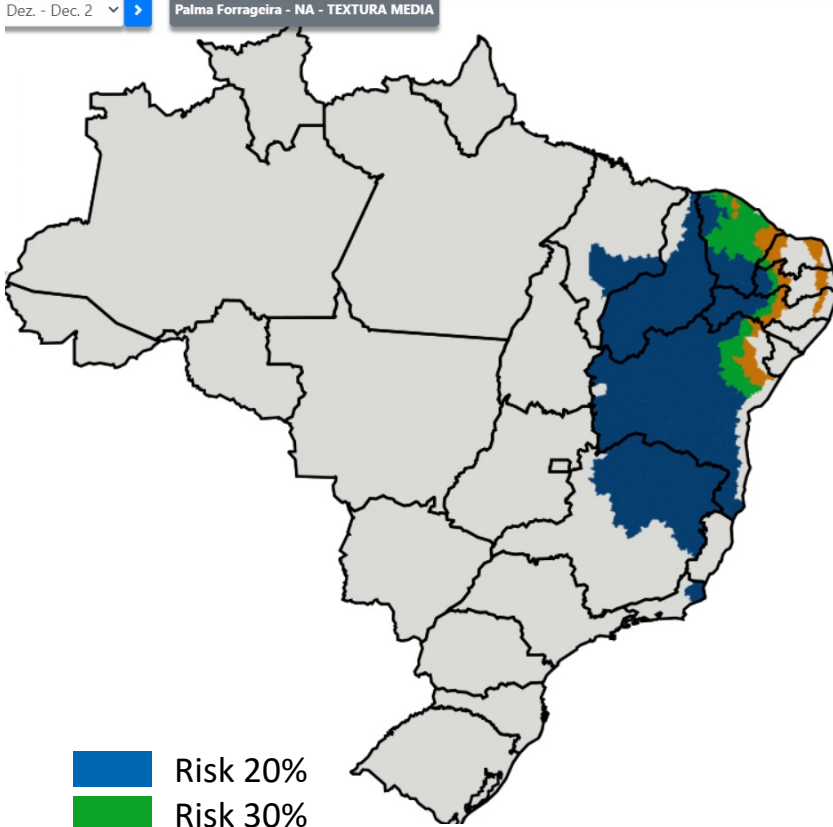 Dez. - Dec. 2
Palma Forrageira - NA - TEXTURA MEDIA
Risk 20%
Risk 30%